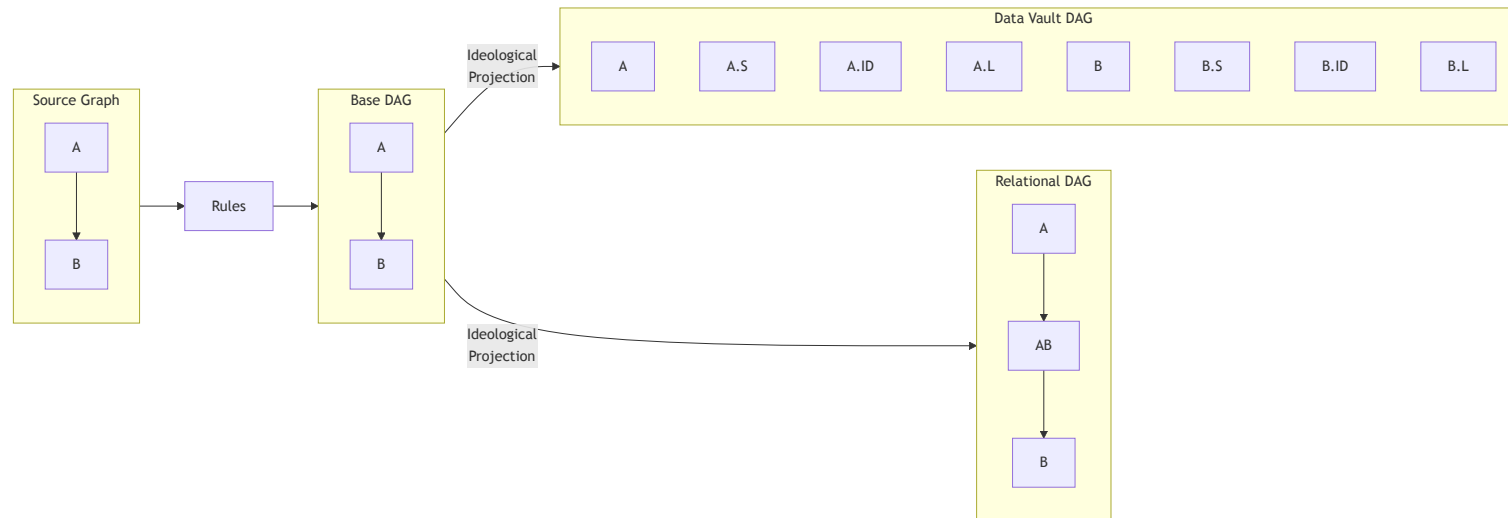 Source Graph
A
B
Rules
Base DAG
A
B
Ideological
Projection
Ideological
Projection
Data Vault DAG
A
A.S
A.ID
A.L
B
B.S
B.ID
B.L
Relational DAG
A
AB
B